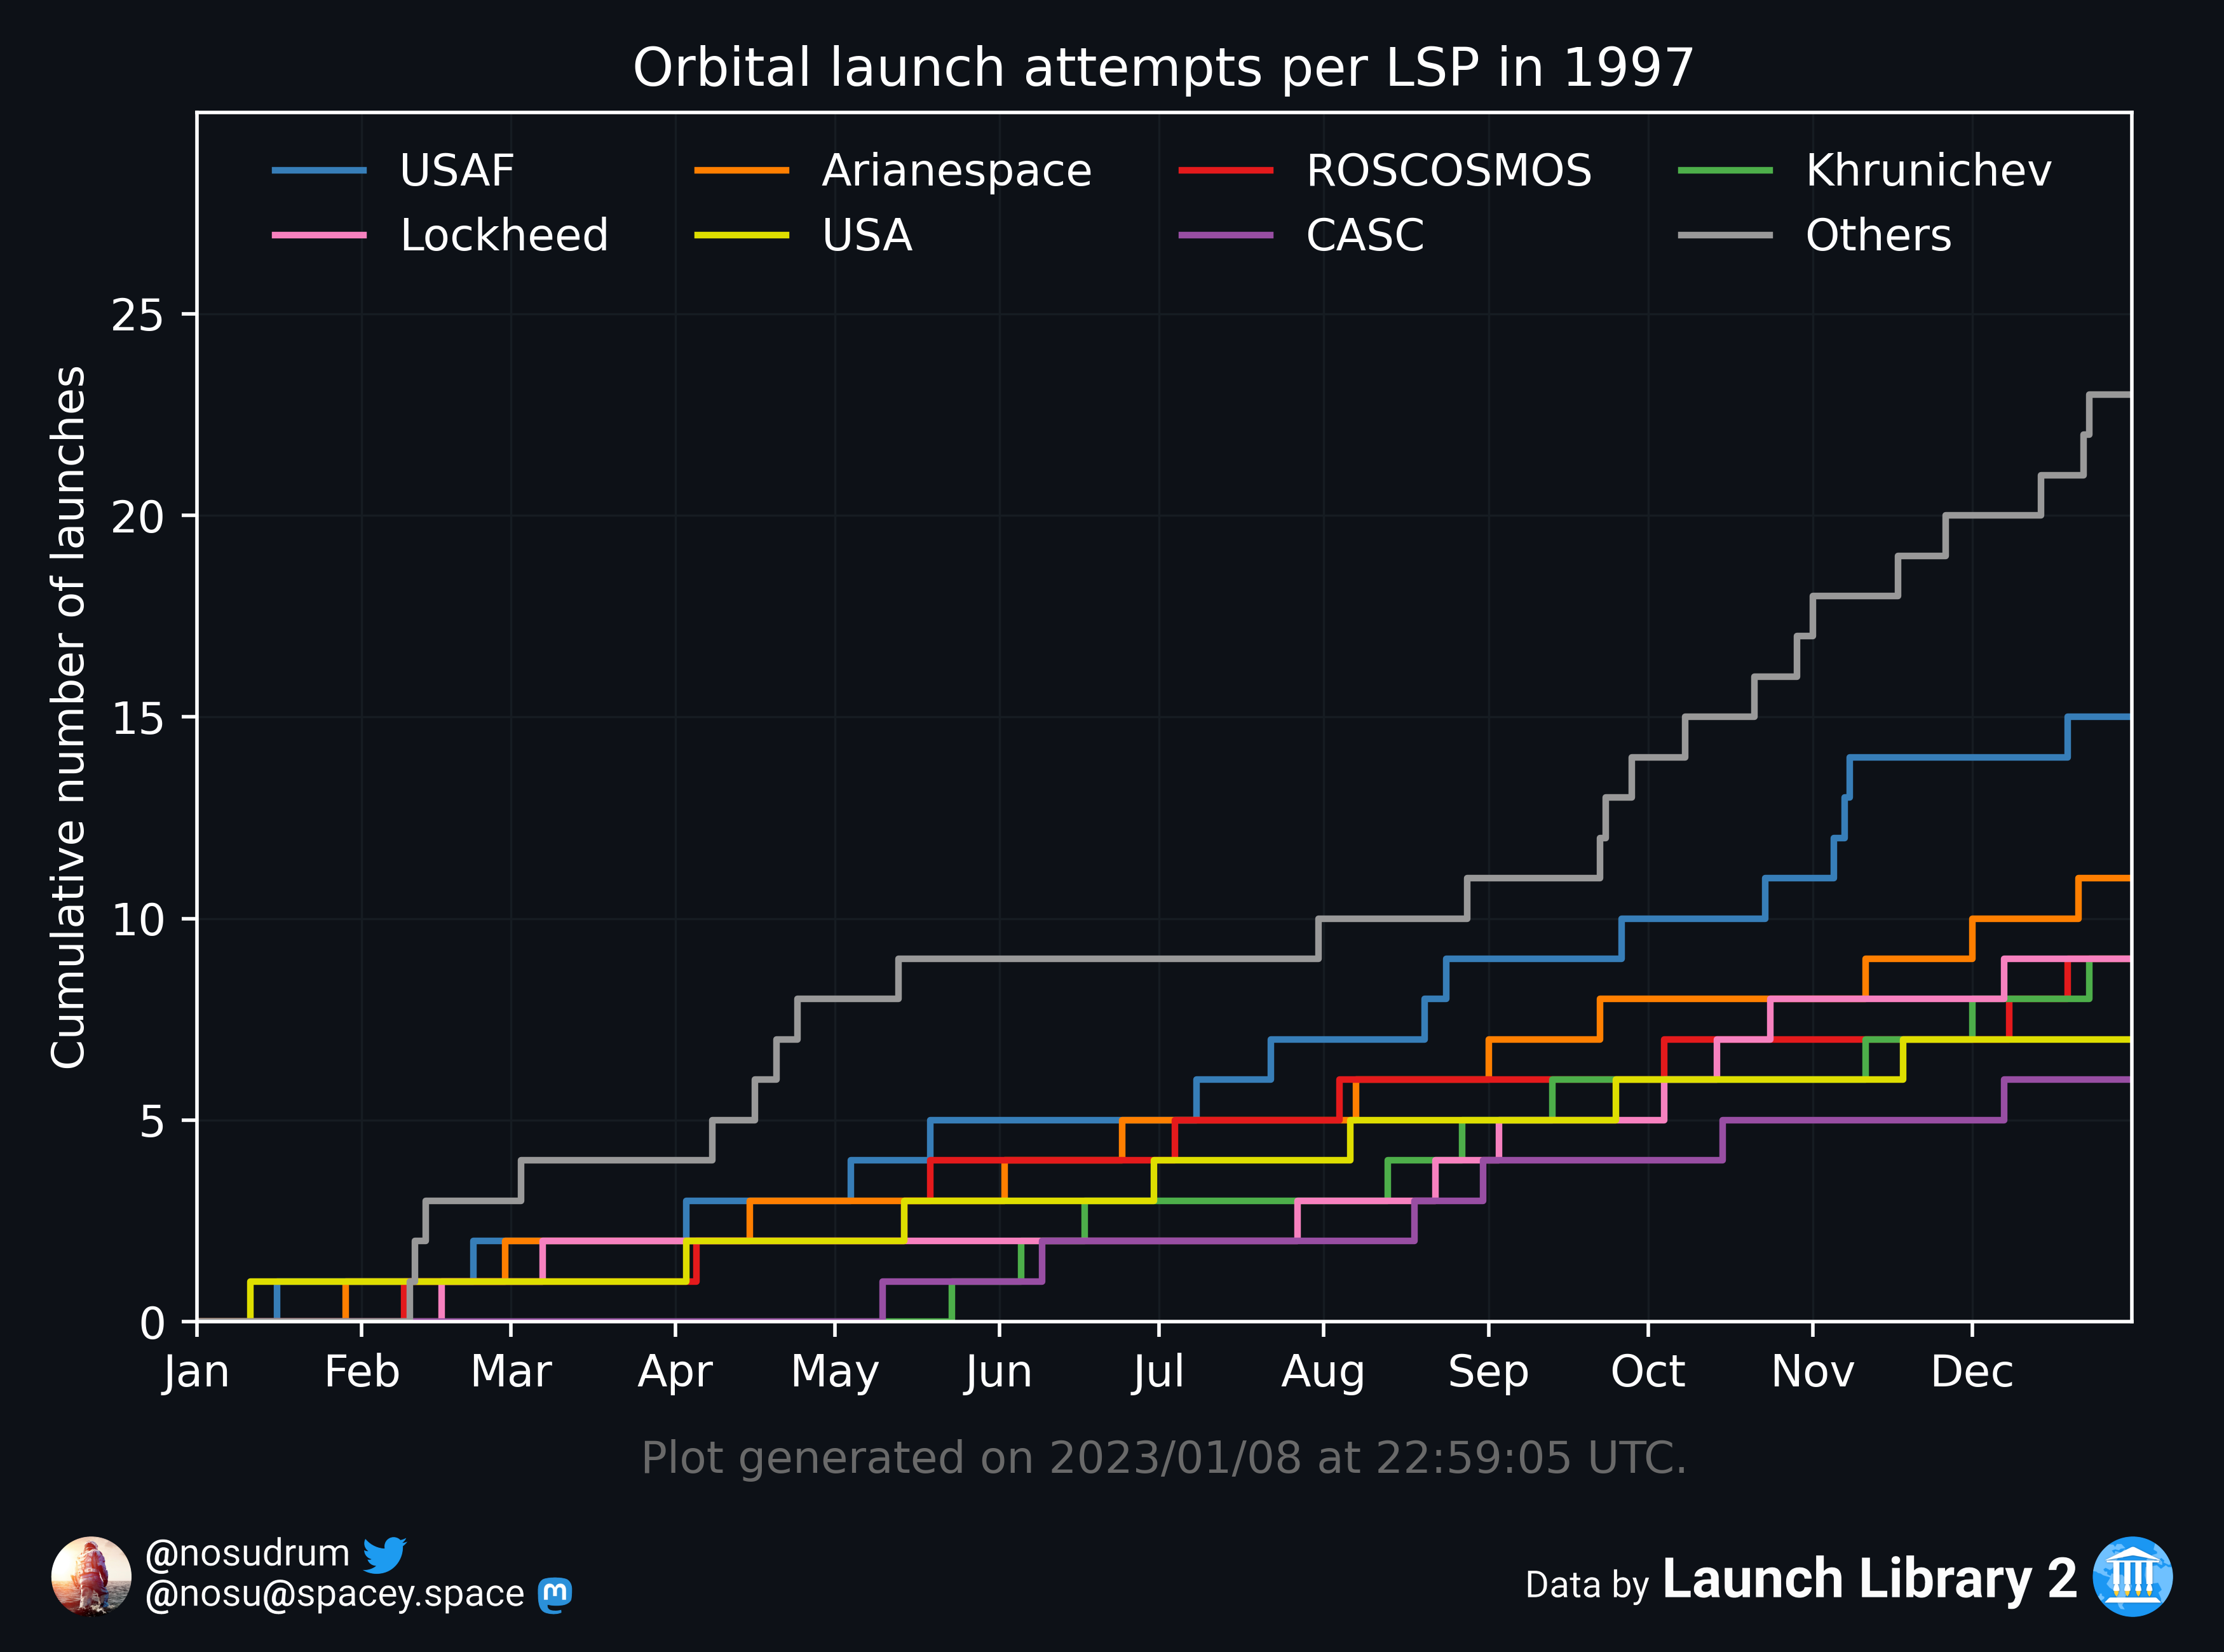 Orbital launch attempts per LSP in 1997
USAF Arianespace ROSCOSMOS Khrunichev
Lockheed USA CASC Others
Cumulative number of launches
25
20
15
10
5
0
Jan Feb Mar Apr May Jun Jul Aug Sep Oct Nov Dec
Plot generated on 2023/01/08 at 22:59:05 UTC.
@nosudrum
@nosu@spacey.space
Data by Launch Library 2